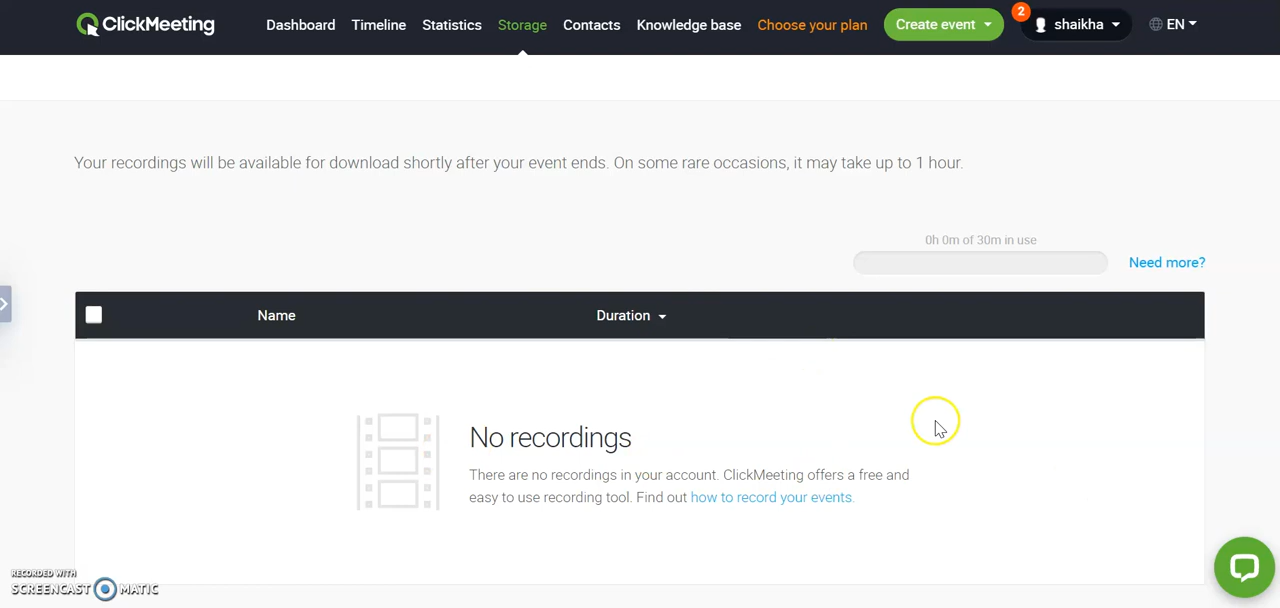 ClickMeeting Dashboard Timeline Statistics Storage Contacts Knowledge base Choose your plan Create event 2 shaikha EN
Your recordings will be available for download shortly after your event ends. On some rare occasions, it may take up to 1 hour.
0h 0m of 30m in use
Need more?
Name Duration
No recordings
There are no recordings in your account. ClickMeeting offers a free and
easy to use recording tool. Find out how to record your events.
RECORDED WITH
SCREENCAST MATIC